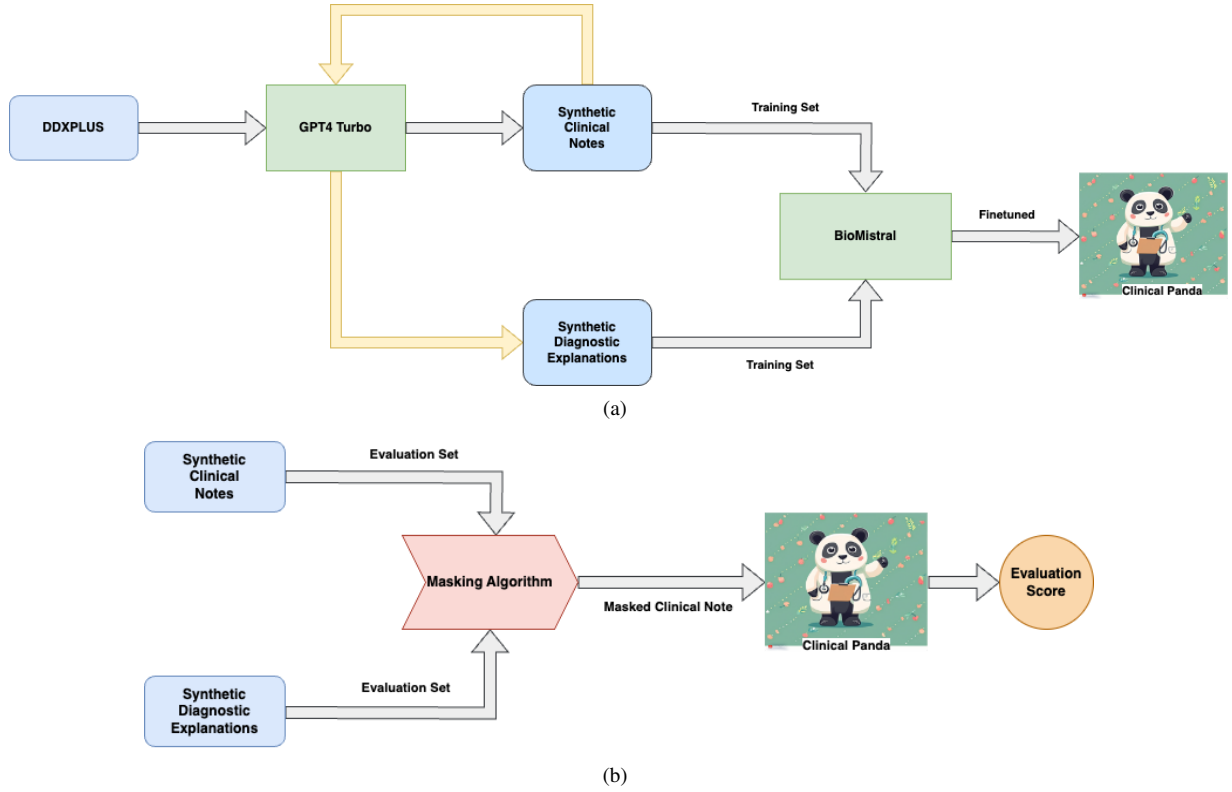 DDXPLUS
GPT4 Turbo
Synthetic
Clinical
Notes
Training Set
BioMistral
Finetuned
Clinical Panda
Synthetic
Diagnostic
Explanations
Training Set
(a)
Synthetic
Clinical
Notes
Evaluation Set
Masking Algorithm
Masked Clinical Note
Clinical Panda
Evaluation
Score
Synthetic
Diagnostic
Explanations
Evaluation Set
(b)